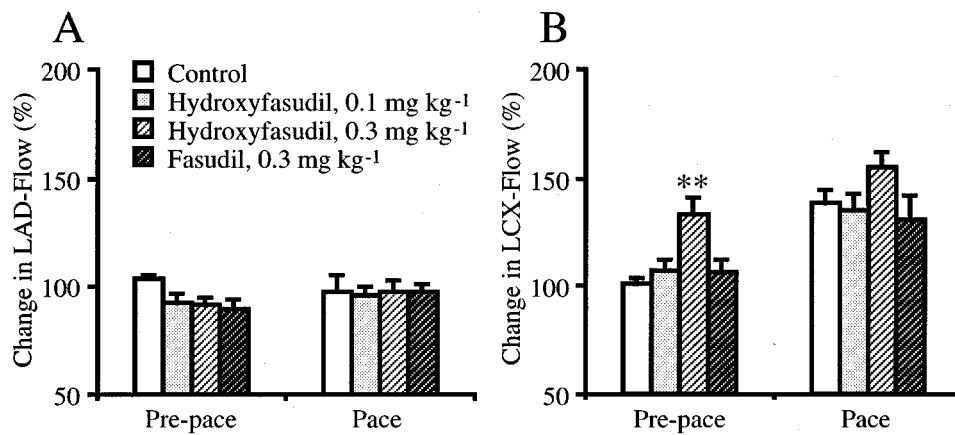 A
Change in LAD-Flow (%)
200
150
100
50
Control
Hydroxyfasudil, 0.1 mg kg-1
Hydroxyfasudil, 0.3 mg kg-1
Fasudil, 0.3 mg kg-1
Pre-pace
Pace
B
Change in LCX-Flow (%)
200
150
100
50
**
Pre-pace
Pace